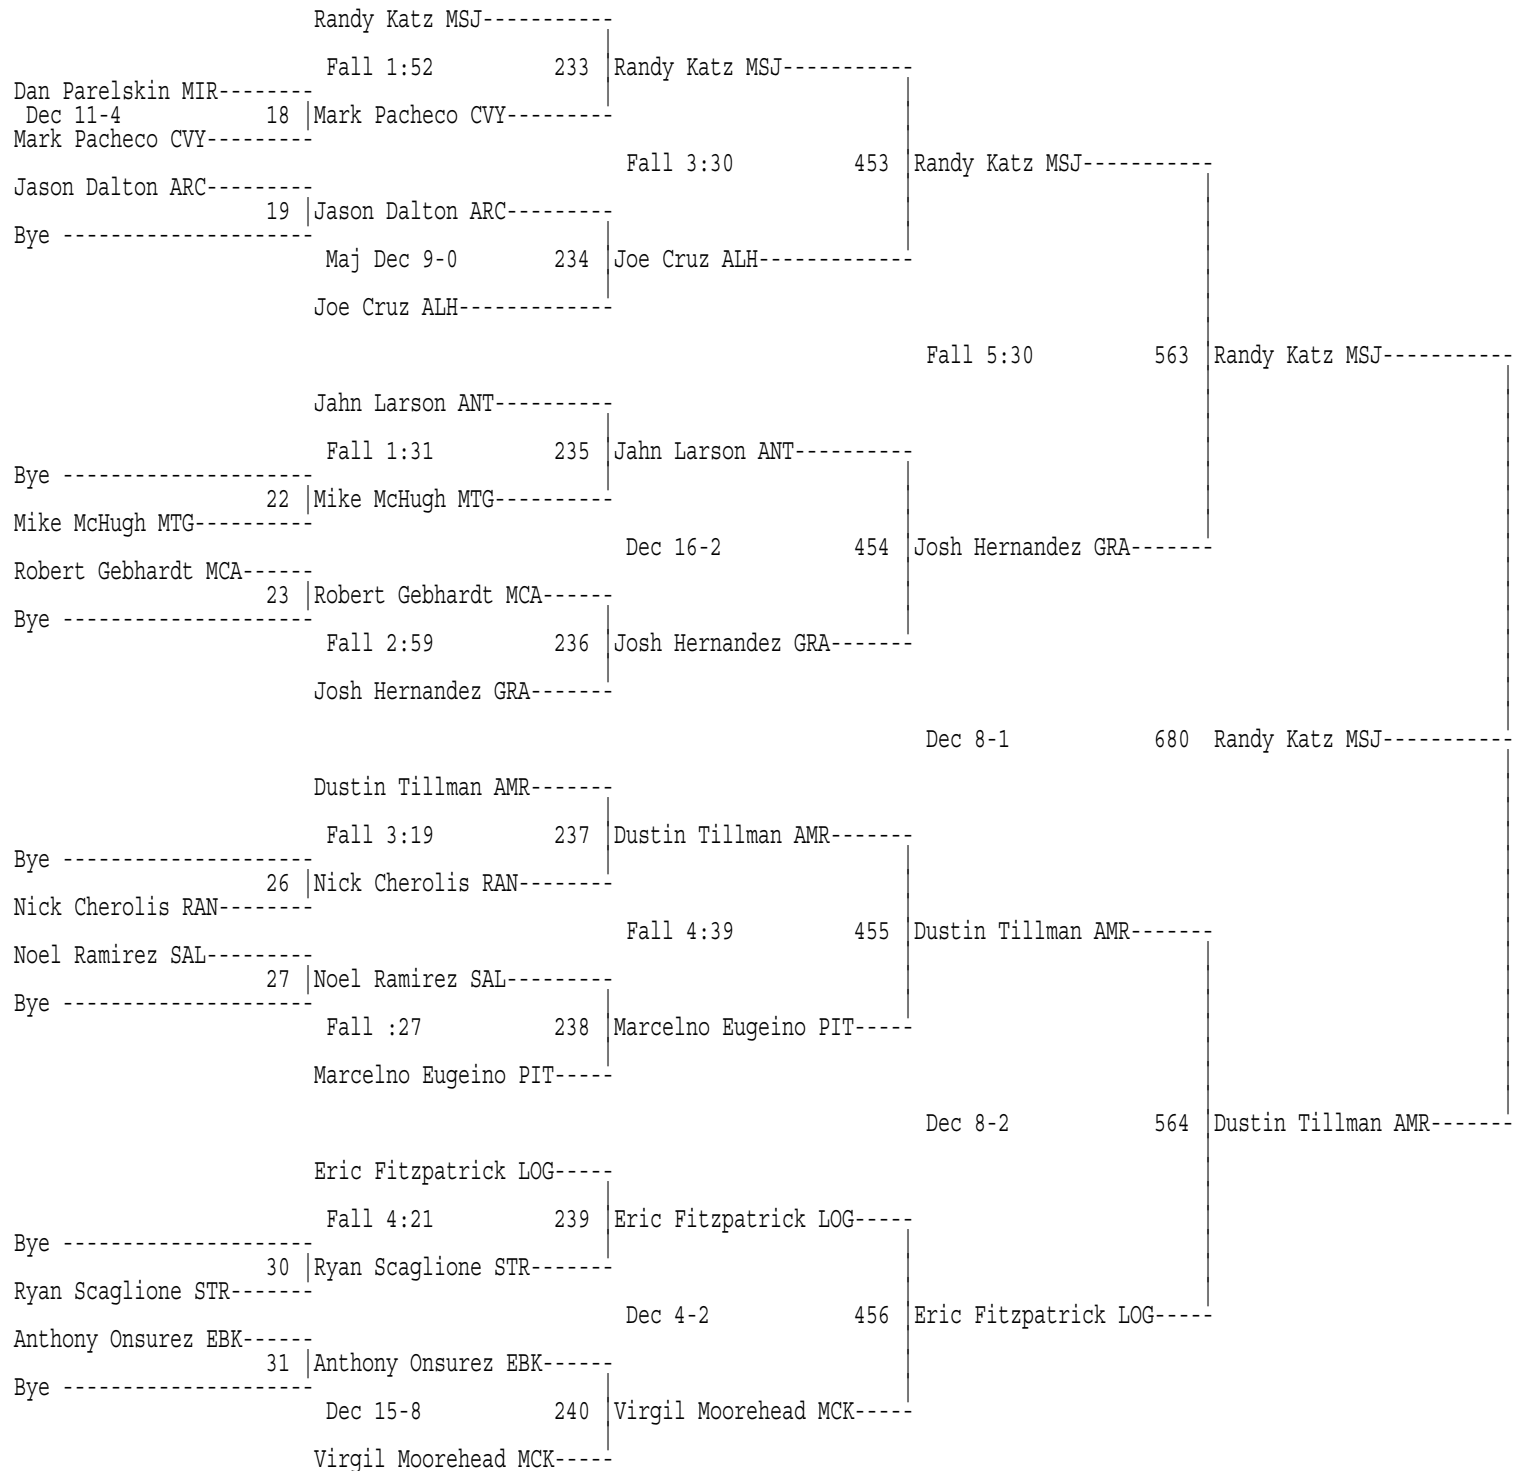 Randy Katz MSJ-----------
Fall 1:52 233 |Randy Katz MSJ-----------
Dan Parelskin MIR--------
Dec 11-4 18 |Mark Pacheco CVY---------
Mark Pacheco CVY---------
Fall 3:30 453 |Randy Katz MSJ-----------
Jason Dalton ARC---------
19 |Jason Dalton ARC---------
Bye ---------------------
Maj Dec 9-0 234 |Joe Cruz ALH-------------
Joe Cruz ALH-------------
Fall 5:30 563 |Randy Katz MSJ-----------
Jahn Larson ANT----------
Fall 1:31 235 |Jahn Larson ANT----------
Bye ---------------------
22 |Mike McHugh MTG----------
Mike McHugh MTG----------
Dec 16-2 454 |Josh Hernandez GRA-------
Robert Gebhardt MCA------
23 |Robert Gebhardt MCA------
Bye ---------------------
Fall 2:59 236 |Josh Hernandez GRA-------
Josh Hernandez GRA-------
Dec 8-1 680 Randy Katz MSJ-----------
Dustin Tillman AMR-------
Fall 3:19 237 |Dustin Tillman AMR-------
Bye ---------------------
26 |Nick Cherolis RAN--------
Nick Cherolis RAN--------
Fall 4:39 455 |Dustin Tillman AMR-------
Noel Ramirez SAL---------
27 |Noel Ramirez SAL---------
Bye ---------------------
Fall :27 238 |Marcelno Eugeino PIT-----
Marcelno Eugeino PIT-----
Dec 8-2 564 |Dustin Tillman AMR-------
Eric Fitzpatrick LOG-----
Fall 4:21 239 |Eric Fitzpatrick LOG-----
Bye ---------------------
30 |Ryan Scaglione STR-------
Ryan Scaglione STR-------
Dec 4-2 456 |Eric Fitzpatrick LOG-----
Anthony Onsurez EBK------
31 |Anthony Onsurez EBK------
Bye ---------------------
Dec 15-8 240 |Virgil Moorehead MCK-----
Virgil Moorehead MCK-----